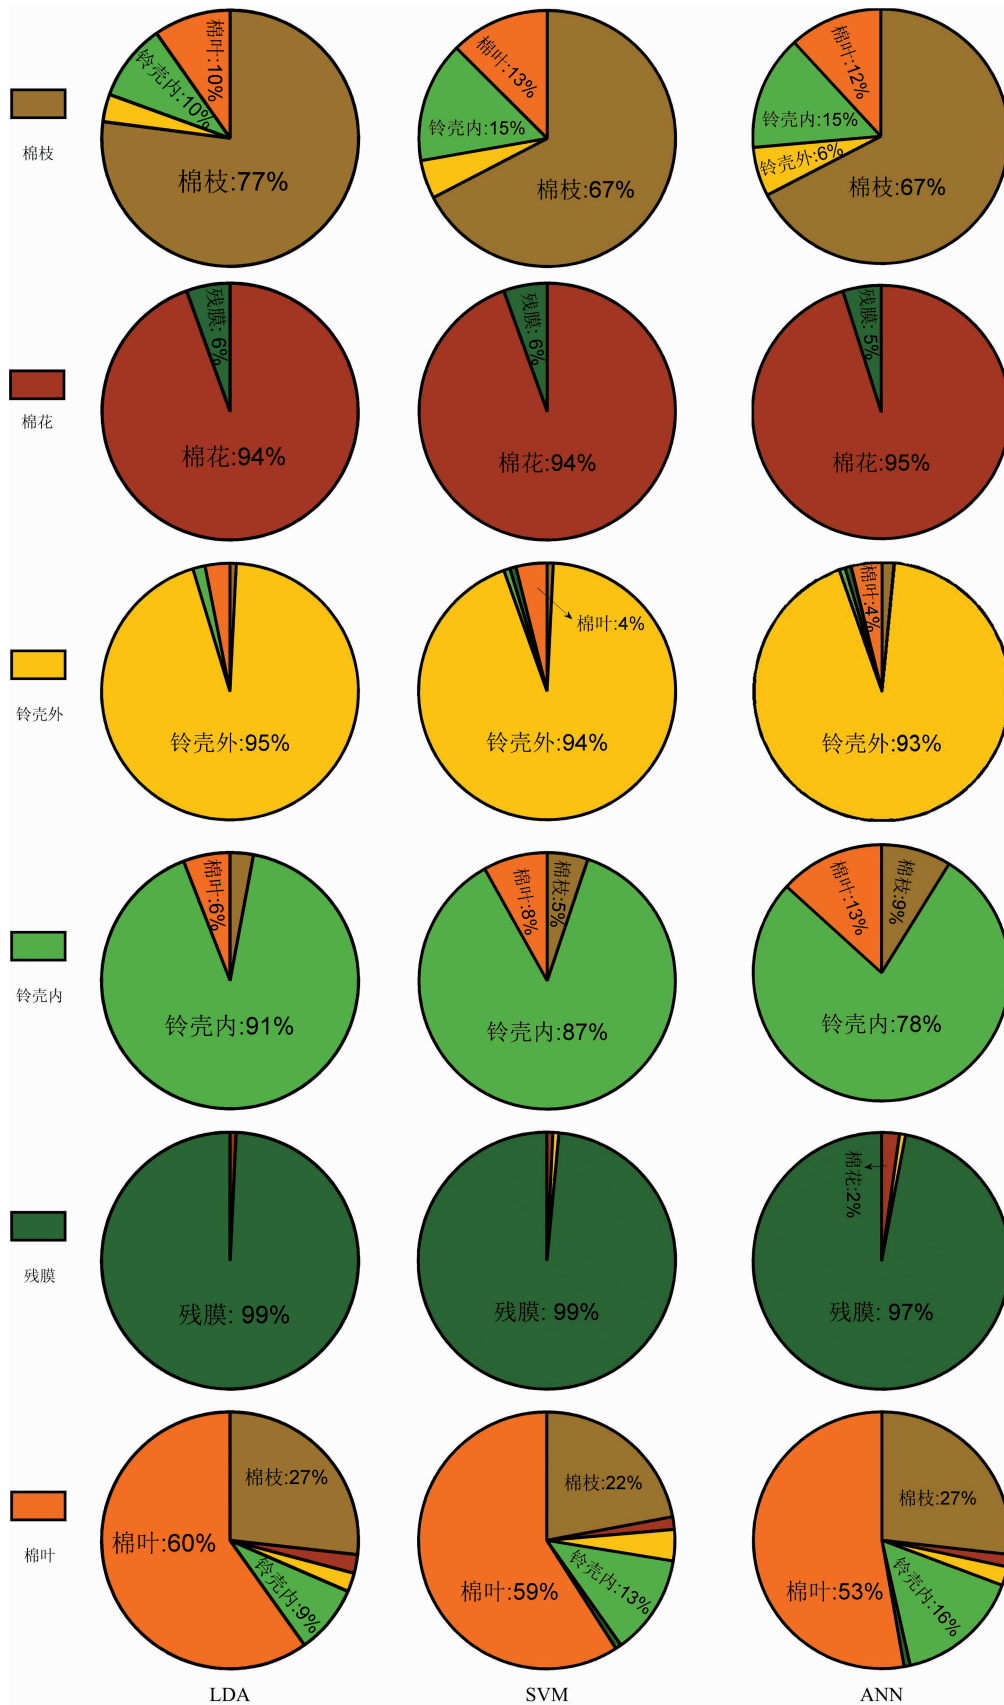 棉枝
棉叶:10%
铃壳内:10%
棉枝:77%
棉叶:13%
铃壳内:15%
棉枝:67%
棉叶:12%
铃壳内:15%
铃壳外:6%
棉枝:67%
棉花
残膜: 6%
棉花:94%
残膜: 6%
棉花:94%
残膜: 5%
棉花:95%
铃壳外
铃壳外:95%
棉叶:4%
铃壳外:94%
棉叶:4%
铃壳外:93%
铃壳内
棉叶:6%
铃壳内:91%
棉叶:8%
棉枝:5%
铃壳内:87%
棉叶:13%
棉枝:9%
铃壳内:78%
残膜
残膜: 99%
残膜: 99%
棉花:2%
残膜: 97%
棉叶
棉枝:27%
棉叶:60%
铃壳内:9%
棉枝:22%
棉叶:59%
铃壳内:13%
棉枝:27%
棉叶:53%
铃壳内:16%
LDA
SVM
ANN